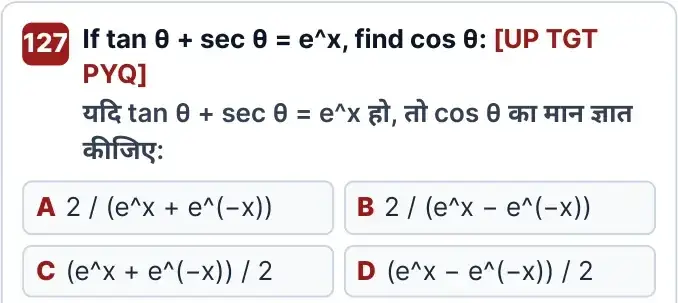 127 If tan θ + sec θ = e^x, find cos θ: [UP TGT
PYQ]
यदि tan θ + sec θ = e^x हो, तो cos θ का मान ज्ञात
कीजिए:
A 2 / (e^x + e^(−x)) B 2 / (e^x − e^(−x))
C (e^x + e^(−x)) / 2 D (e^x − e^(−x)) / 2